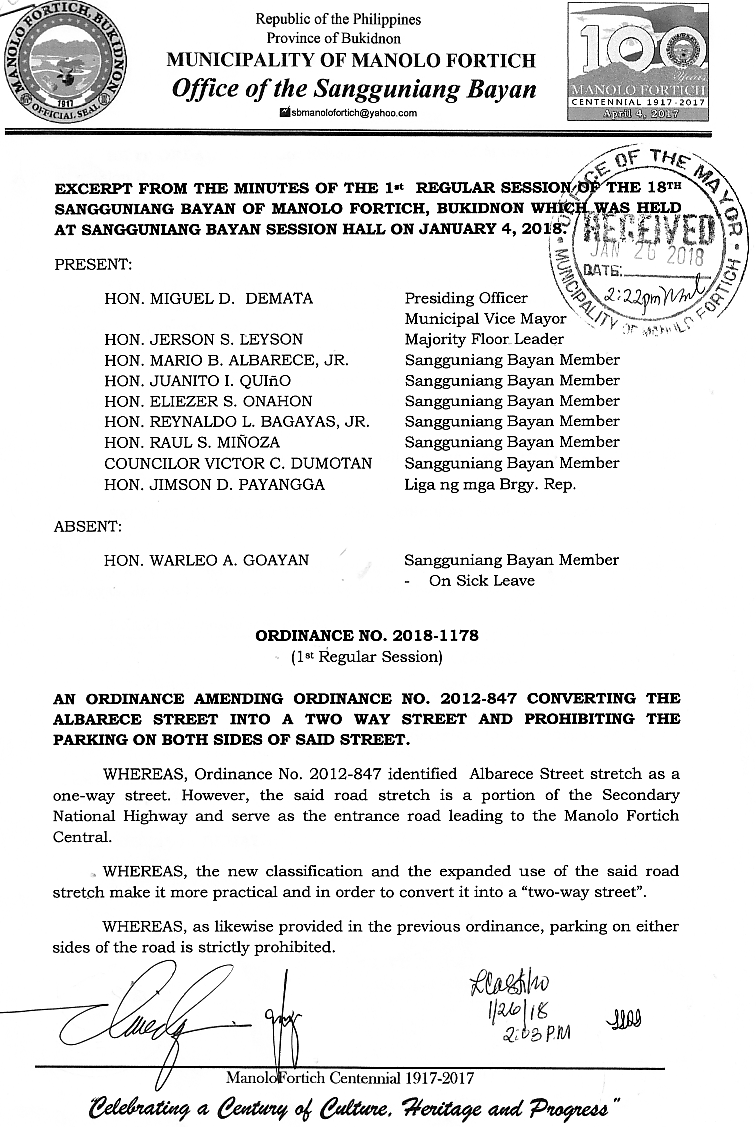 MANOLO FORTICH, BUKIDNON
1917
OFFICIAL SEAL
Republic of the Philippines
Province of Bukidnon
MUNICIPALITY OF MANOLO FORTICH
Office of the Sangguniang Bayan
sbmanolofortich@yahoo.com
100
Years
MANOLO FORTICH
CENTENNIAL 1917-2017
April 4, 2017
OFFICE OF THE MAYOR
MUNICIPALITY OF MANOLO FORTICH
RECEIVED
JAN 26 2018
DATE:
2:22pm
EXCERPT FROM THE MINUTES OF THE 1st REGULAR SESSION OF THE 18TH
SANGGUNIANG BAYAN OF MANOLO FORTICH, BUKIDNON WHICH WAS HELD
AT SANGGUNIANG BAYAN SESSION HALL ON JANUARY 4, 2018.
PRESENT:
HON. MIGUEL D. DEMATA Presiding Officer
Municipal Vice Mayor
HON. JERSON S. LEYSON Majority Floor Leader
HON. MARIO B. ALBARECE, JR. Sangguniang Bayan Member
HON. JUANITO I. QUIñO Sangguniang Bayan Member
HON. ELIEZER S. ONAHON Sangguniang Bayan Member
HON. REYNALDO L. BAGAYAS, JR. Sangguniang Bayan Member
HON. RAUL S. MIÑOZA Sangguniang Bayan Member
COUNCILOR VICTOR C. DUMOTAN Sangguniang Bayan Member
HON. JIMSON D. PAYANGGA Liga ng mga Brgy. Rep.
ABSENT:
HON. WARLEO A. GOAYAN Sangguniang Bayan Member
- On Sick Leave
ORDINANCE NO. 2018-1178
(1st Regular Session)
AN ORDINANCE AMENDING ORDINANCE NO. 2012-847 CONVERTING THE
ALBARECE STREET INTO A TWO WAY STREET AND PROHIBITING THE
PARKING ON BOTH SIDES OF SAID STREET.
WHEREAS, Ordinance No. 2012-847 identified Albarece Street stretch as a
one-way street. However, the said road stretch is a portion of the Secondary
National Highway and serve as the entrance road leading to the Manolo Fortich
Central.
WHEREAS, the new classification and the expanded use of the said road
stretch make it more practical and in order to convert it into a “two-way street”.
WHEREAS, as likewise provided in the previous ordinance, parking on either
sides of the road is strictly prohibited.
1/26/18
2:03 P.M
Manolo Fortich Centennial 1917-2017
"Celebrating a Century of Culture, Heritage and Progress"